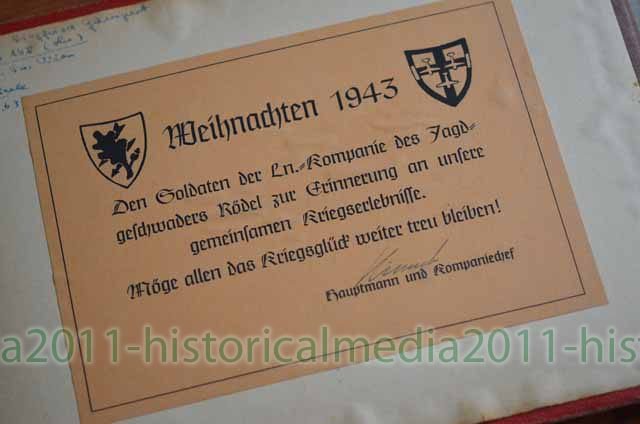 Weihnachten 1943
Den Soldaten der Ln.-Kompanie des Jagd-
geschwaders Rödel zur Erinnerung an unsere
gemeinsamen Kriegserlebnisse.
Möge allen das Kriegsglück weiter treu bleiben!
Hauptmann und Kompaniechef
a2011-historicalmedia2011-his